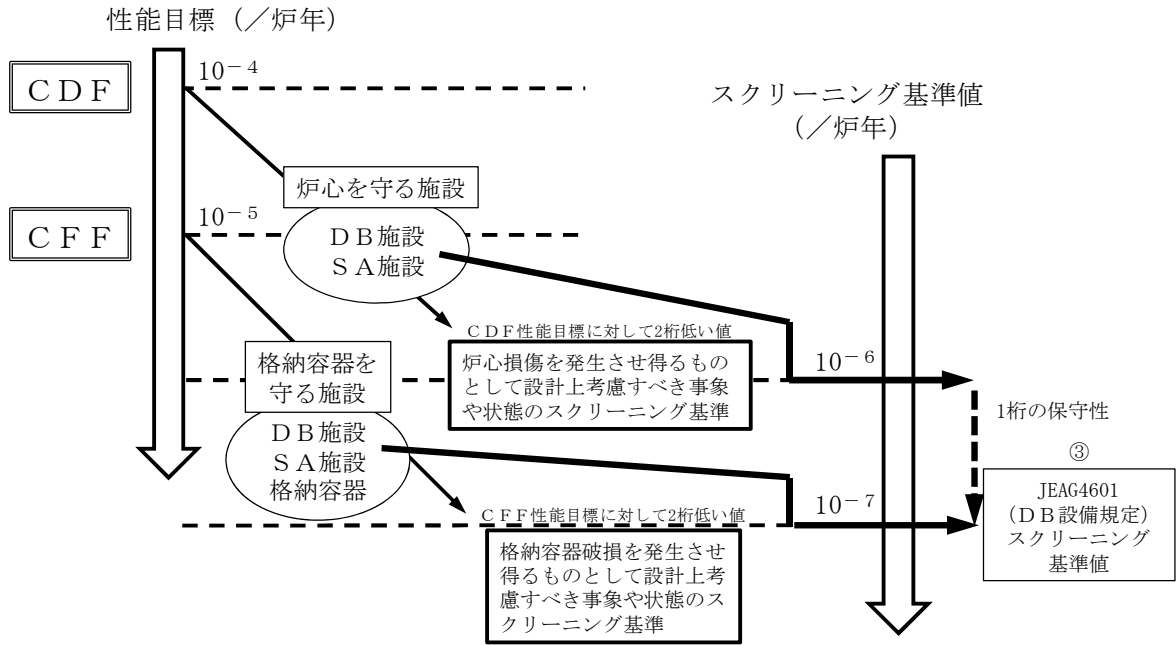 性能目標（／炉年）
ＣＤＦ
10－4
スクリーニング基準値
（／炉年）
炉心を守る施設
ＣＦＦ
10－5
ＤＢ施設
ＳＡ施設
ＣＤＦ性能目標に対して2桁低い値
炉心損傷を発生させ得るもの
として設計上考慮すべき事象
や状態のスクリーニング基準
10－6
格納容器を
守る施設
1桁の保守性
③
ＤＢ施設
ＳＡ施設
格納容器
ＣＦＦ性能目標に対して2桁低い値
10－7
JEAG4601
（ＤＢ設備規定）
スクリーニング
基準値
格納容器破損を発生させ
得るものとして設計上考
慮すべき事象や状態のス
クリーニング基準